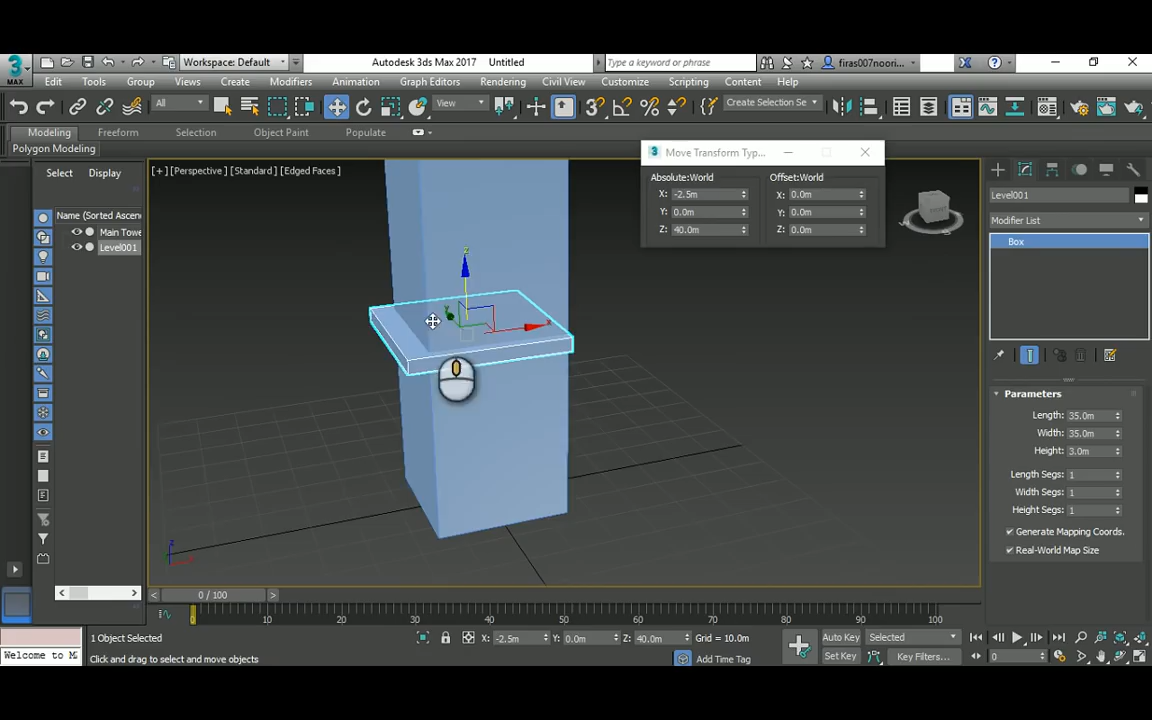 3
MAX
Workspace: Default
Autodesk 3ds Max 2017
Untitled
Type a keyword or phrase
firas007noori...
Edit
Tools
Group
Views
Create
Modifiers
Animation
Graph Editors
Rendering
Civil View
Customize
Scripting
Content
Help
All
View
Create Selection Se
Modeling
Freeform
Selection
Object Paint
Populate
Polygon Modeling
Select
Display
Name (Sorted Ascen
Main Towe
Level001
[+] [Perspective] [Standard] [Edged Faces]
3 Move Transform Typ...
Absolute:World
Offset:World
X: -2.5m
X: 0.0m
Y: 0.0m
Y: 0.0m
Z: 40.0m
Z: 0.0m
Level001
Modifier List
Box
Parameters
Length: 35.0m
Width: 35.0m
Height: 3.0m
Length Segs: 1
Width Segs: 1
Height Segs: 1
Generate Mapping Coords.
Real-World Map Size
z
x
z
0 / 100
0 10 20 30 40 50 60 70 80 90 100
1 Object Selected
X: -2.5m
Y: 0.0m
Z: 40.0m
Grid = 10.0m
Auto Key
Selected
Welcome to M
Click and drag to select and move objects
Add Time Tag
Set Key
Key Filters...
0